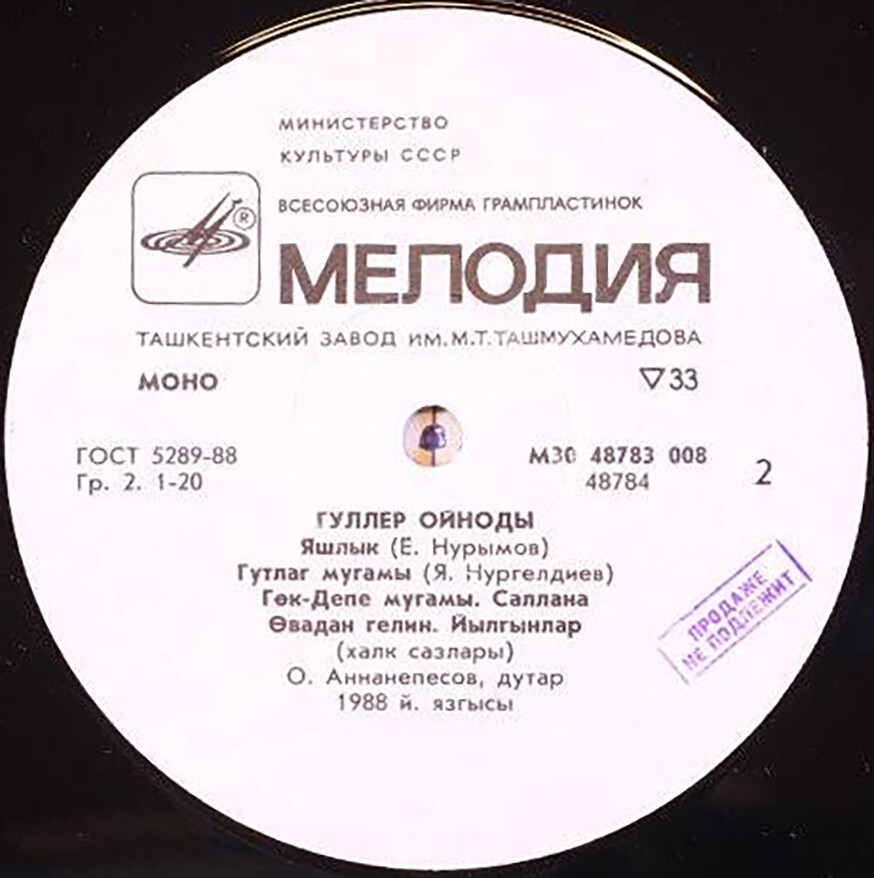 МИНИСТЕРСТВО
КУЛЬТУРЫ СССР
®
ВСЕСОЮЗНАЯ ФИРМА ГРАМПЛАСТИНОК
МЕЛОДИЯ
ТАШКЕНТСКИЙ ЗАВОД ИМ.М.Т.ТАШМУХАМЕДОВА
МОНО ▽33
ГОСТ 5289-88 М30 48783 008
Гр. 2. 1-20 48784 2
ГУЛЛЕР ОЙНОДЫ
Яшлык (Е. Нурымов)
Гутлаг мугамы (Я. Нургелдиев)
Гөк-Депе мугамы. Саллана
Өвадан гелин. Йылгынлар
(халк сазлары)
О. Аннанепесов, дутар
1988 й. язгысы
ПРОДАЖЕ
НЕ ПОДЛЕЖИТ